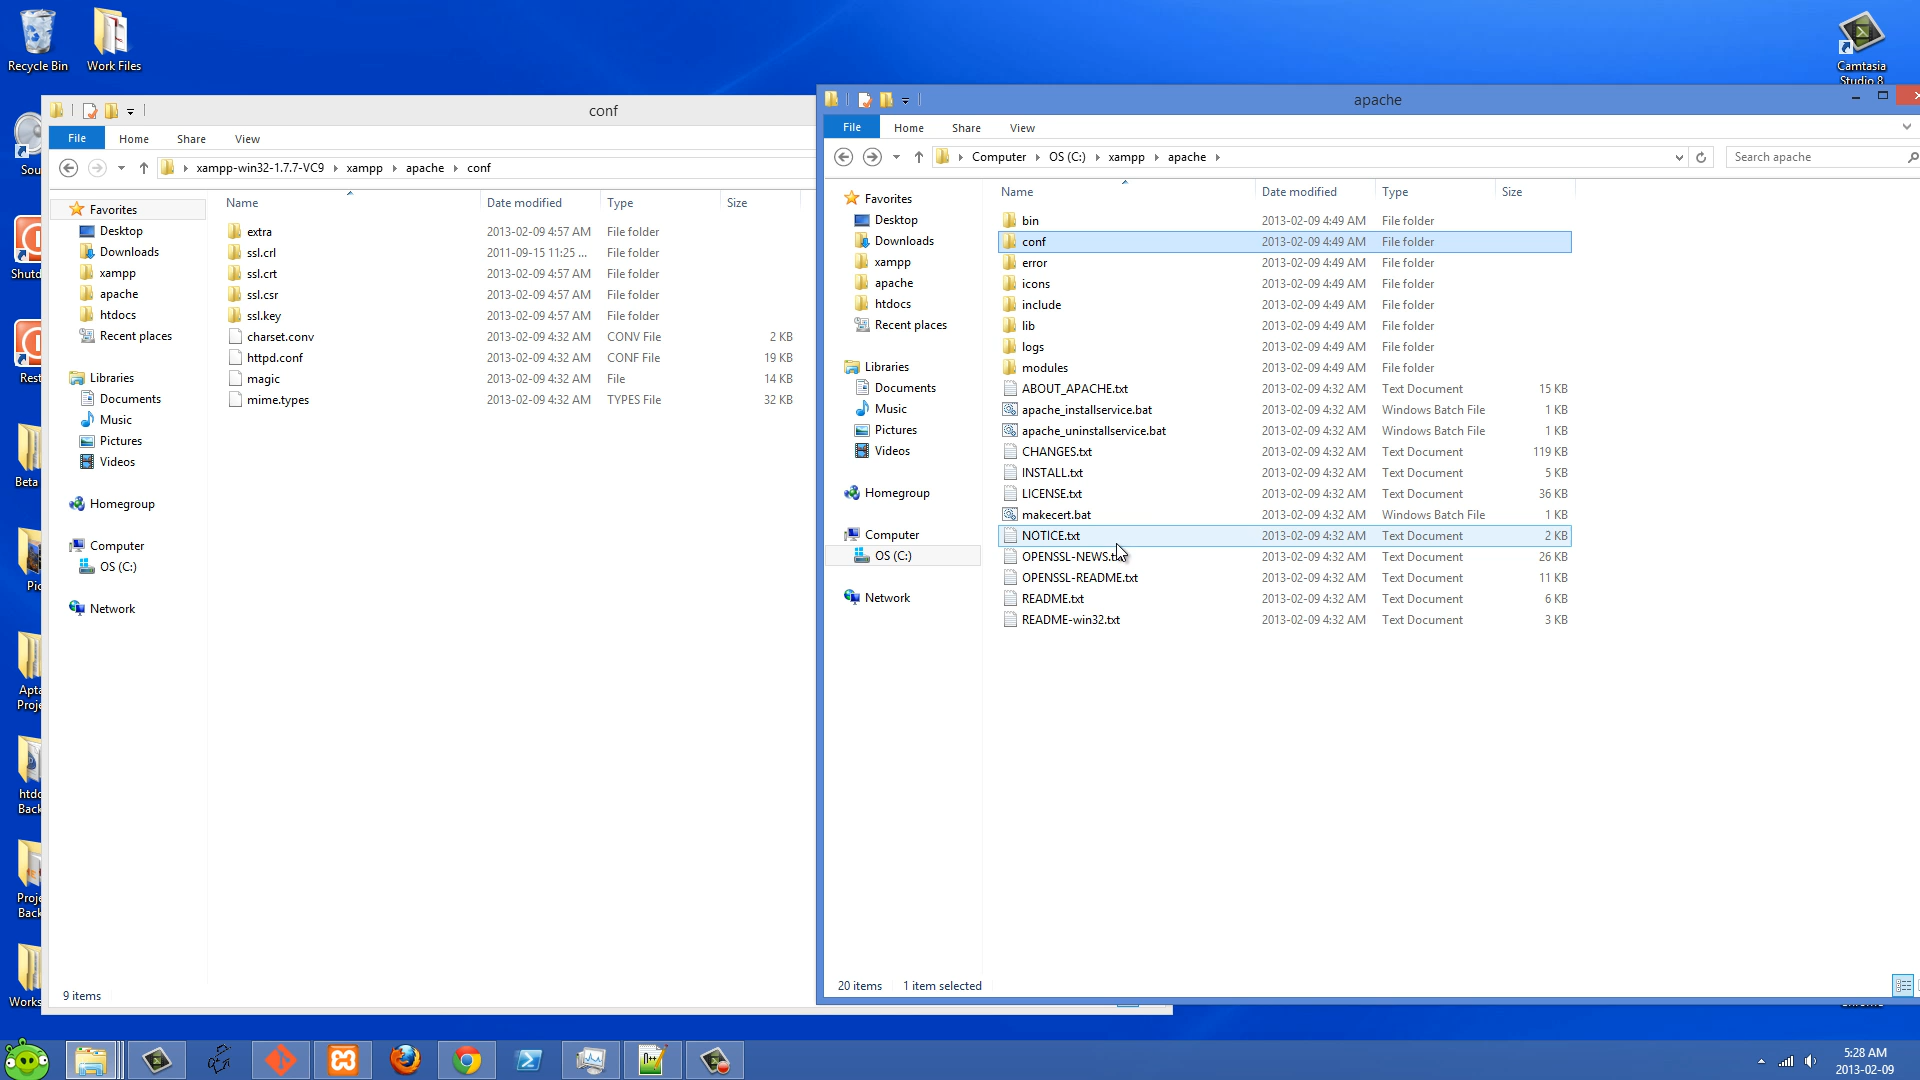 Recycle Bin
Work Files
Camtasia
Studio 8
Sou
Shutd
Rest
Beta
Pic
Apta
Proje
htdo
Back
Proje
Back
Works
conf
File Home Share View
xampp-win32-1.7.7-VC9 xampp apache conf
Favorites
Desktop
Downloads
xampp
apache
htdocs
Recent places
Libraries
Documents
Music
Pictures
Videos
Homegroup
Computer
OS (C:)
Network
Name Date modified Type Size
extra 2013-02-09 4:57 AM File folder
ssl.crl 2011-09-15 11:25 ... File folder
ssl.crt 2013-02-09 4:57 AM File folder
ssl.csr 2013-02-09 4:57 AM File folder
ssl.key 2013-02-09 4:57 AM File folder
charset.conv 2013-02-09 4:32 AM CONV File 2 KB
httpd.conf 2013-02-09 4:32 AM CONF File 19 KB
magic 2013-02-09 4:32 AM File 14 KB
mime.types 2013-02-09 4:32 AM TYPES File 32 KB
9 items
apache
File Home Share View
Computer OS (C:) xampp apache
Search apache
Favorites
Desktop
Downloads
xampp
apache
htdocs
Recent places
Libraries
Documents
Music
Pictures
Videos
Homegroup
Computer
OS (C:)
Network
Name Date modified Type Size
bin 2013-02-09 4:49 AM File folder
conf 2013-02-09 4:49 AM File folder
error 2013-02-09 4:49 AM File folder
icons 2013-02-09 4:49 AM File folder
include 2013-02-09 4:49 AM File folder
lib 2013-02-09 4:49 AM File folder
logs 2013-02-09 4:49 AM File folder
modules 2013-02-09 4:49 AM File folder
ABOUT_APACHE.txt 2013-02-09 4:32 AM Text Document 15 KB
apache_installservice.bat 2013-02-09 4:32 AM Windows Batch File 1 KB
apache_uninstallservice.bat 2013-02-09 4:32 AM Windows Batch File 1 KB
CHANGES.txt 2013-02-09 4:32 AM Text Document 119 KB
INSTALL.txt 2013-02-09 4:32 AM Text Document 5 KB
LICENSE.txt 2013-02-09 4:32 AM Text Document 36 KB
makecert.bat 2013-02-09 4:32 AM Windows Batch File 1 KB
NOTICE.txt 2013-02-09 4:32 AM Text Document 2 KB
OPENSSL-NEWS.txt 2013-02-09 4:32 AM Text Document 26 KB
OPENSSL-README.txt 2013-02-09 4:32 AM Text Document 11 KB
README.txt 2013-02-09 4:32 AM Text Document 6 KB
README-win32.txt 2013-02-09 4:32 AM Text Document 3 KB
20 items 1 item selected
5:28 AM
2013-02-09